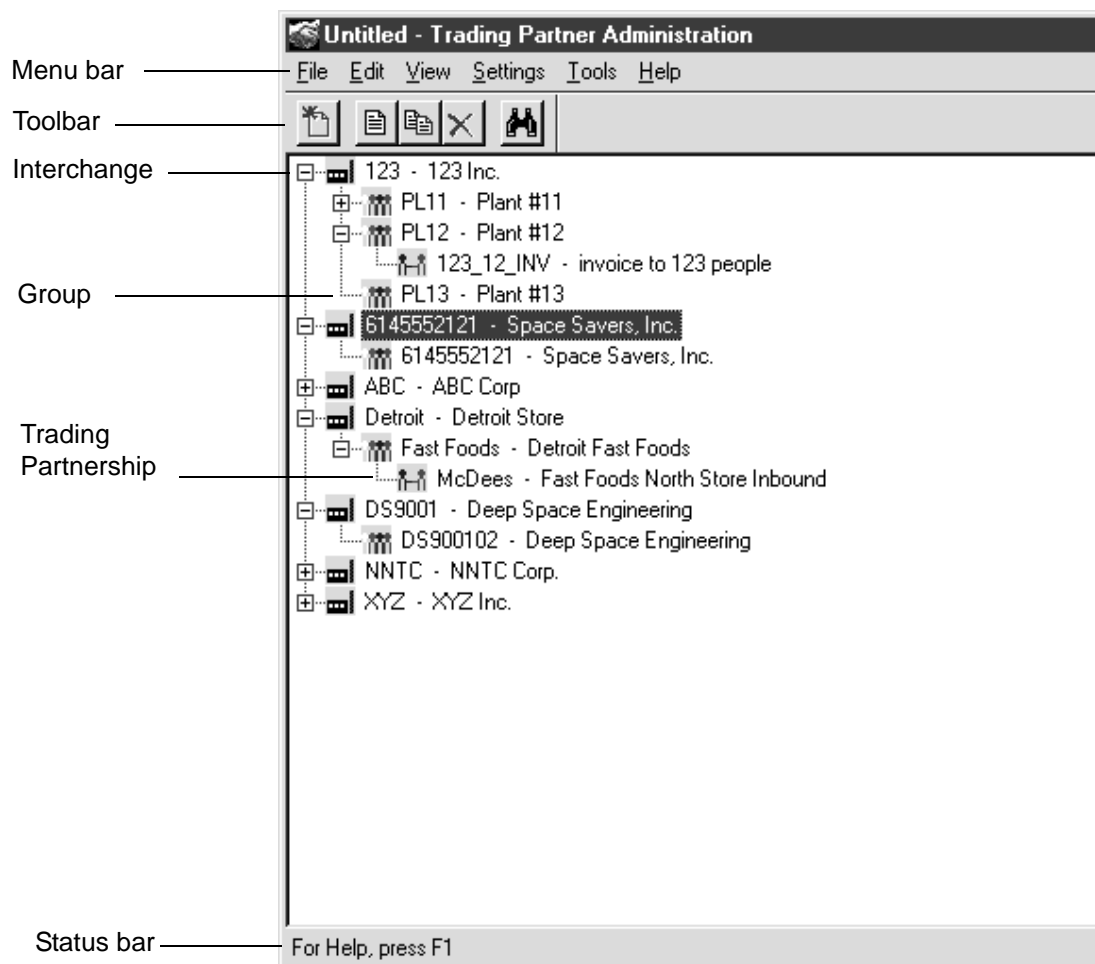 Untitled - Trading Partner Administration
Menu bar
File Edit View Settings Tools Help
Toolbar
Interchange
123 - 123 Inc.
PL11 - Plant #11
PL12 - Plant #12
123_12_INV - invoice to 123 people
Group
PL13 - Plant #13
6145552121 - Space Savers, Inc.
6145552121 - Space Savers, Inc.
ABC - ABC Corp
Detroit - Detroit Store
Trading
Partnership
Fast Foods - Detroit Fast Foods
McDees - Fast Foods North Store Inbound
DS9001 - Deep Space Engineering
DS900102 - Deep Space Engineering
NNTC - NNTC Corp.
XYZ - XYZ Inc.
Status bar
For Help, press F1